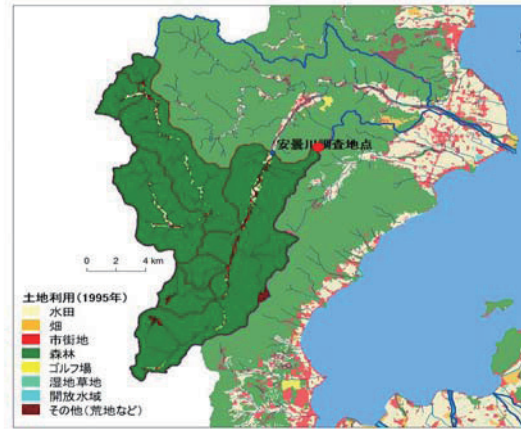 安曇川調査地点
0 2 4 km
土地利用(1995年)
水田
畑
市街地
森林
ゴルフ場
湿地草地
開放水域
その他(荒地など)